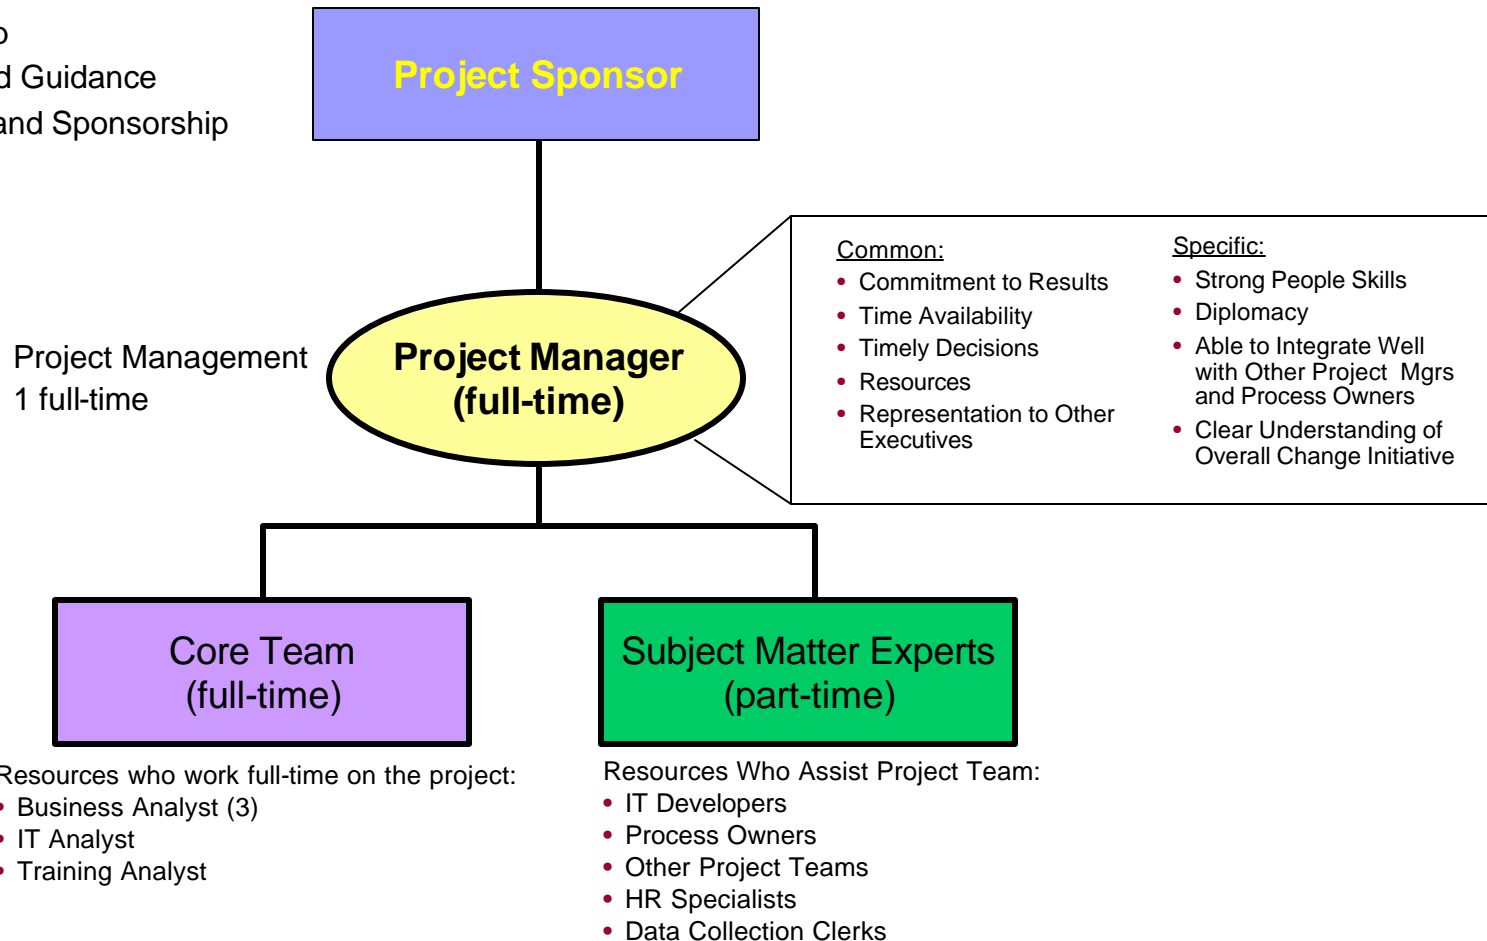 and Sponsorship
Guidance
Project Sponsor
Project Management
1 full-time
Project Manager
(full-time)
Common:
• Commitment to Results
• Time Availability
• Timely Decisions
• Resources
• Representation to Other
Executives
Specific:
• Strong People Skills
• Diplomacy
• Able to Integrate Well
with Other Project Mgrs
and Process Owners
• Clear Understanding of
Overall Change Initiative
Core Team
(full-time)
Resources who work full-time on the project:
• Business Analyst (3)
• IT Analyst
• Training Analyst
Subject Matter Experts
(part-time)
Resources Who Assist Project Team:
• IT Developers
• Process Owners
• Other Project Teams
• HR Specialists
• Data Collection Clerks